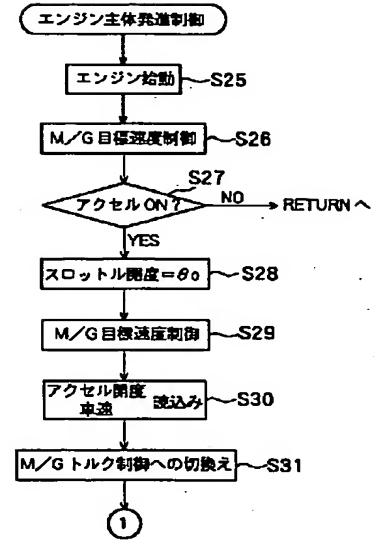 エンジン主体発進制御
エンジン始動
S25
M/G目標速度制御
S26
S27
アクセルON?
NO
RETURNへ
YES
スロットル開度=θ₀
S28
M/G目標速度制御
S29
アクセル開度
車速
読込み
S30
M/Gトルク制御への切換え
S31
1